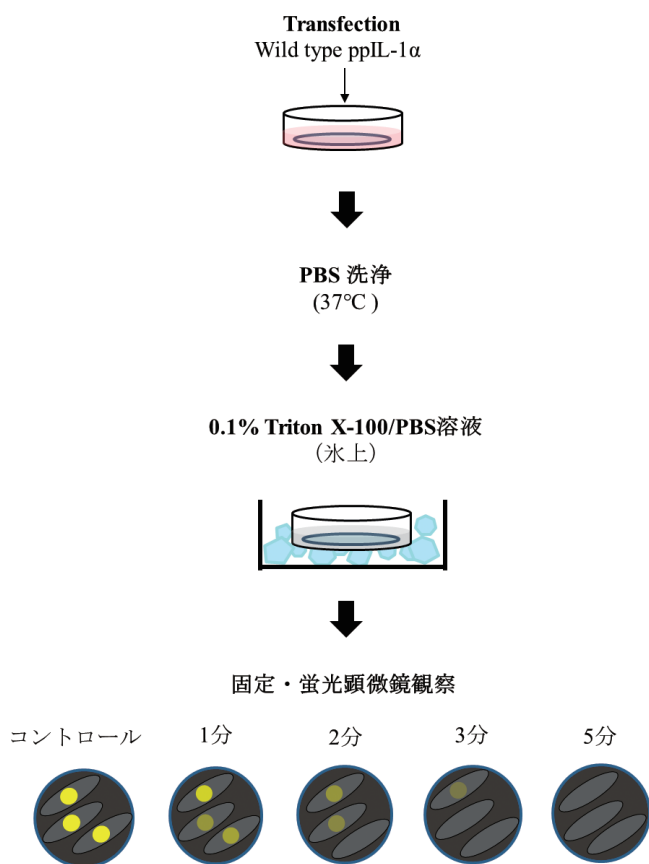 Transfection
Wild type ppIL-1α
PBS 洗浄
(37℃ )
0.1% Triton X-100/PBS溶液
（氷上）
固定・蛍光顕微鏡観察
コントロール 1分 2分 3分 5分